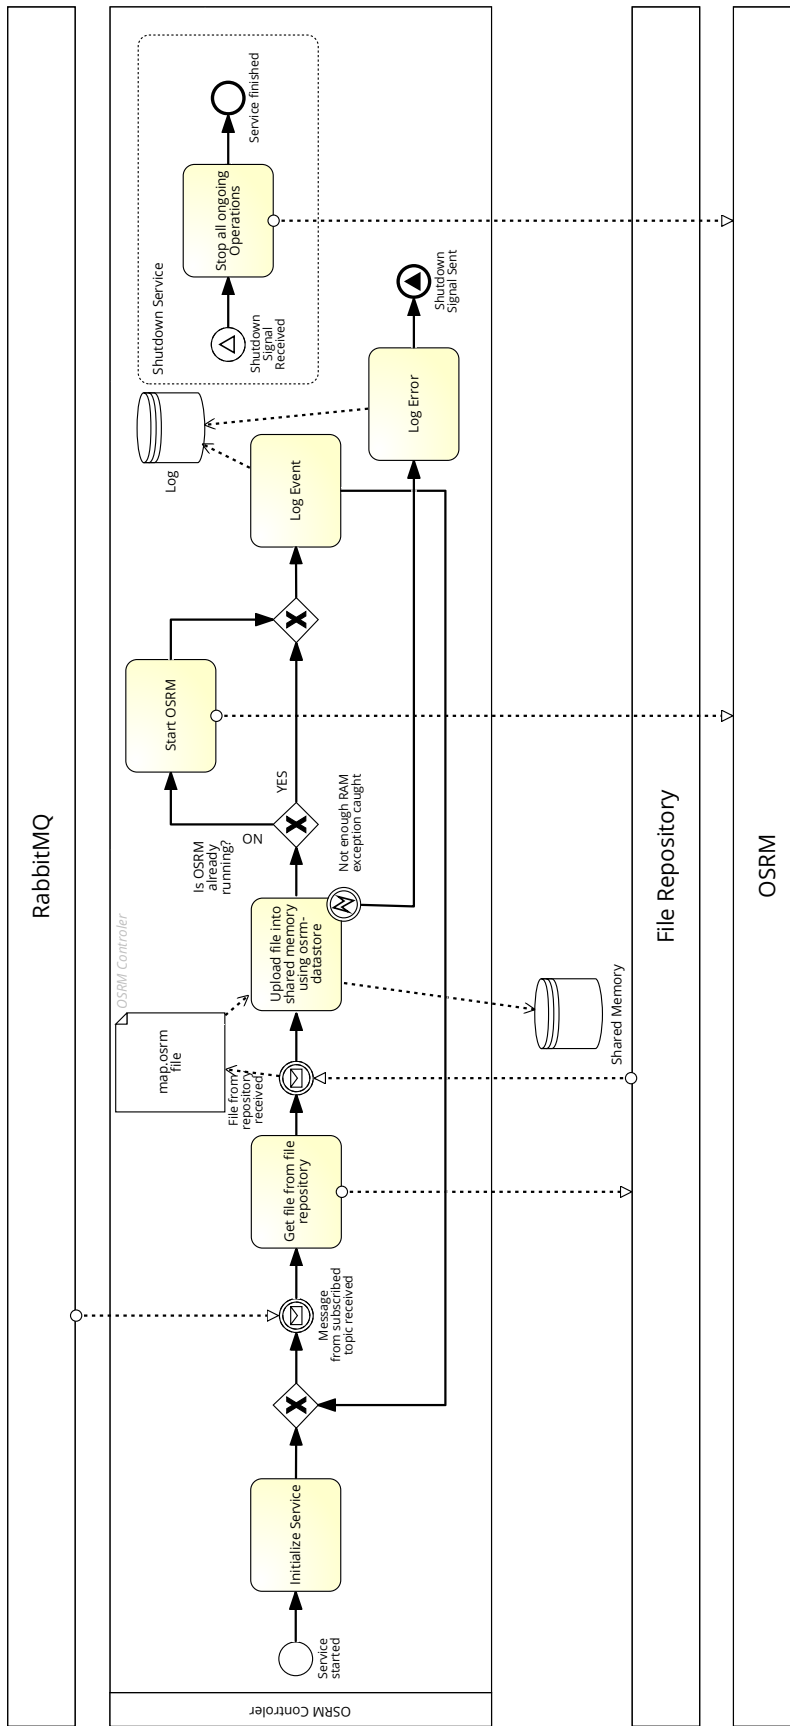 RabbitMQ
OSRM Controler
OSRM Controler
Service
started
Initialize Service
Message
from subscribed
topic received
Get file from file
repository
File from
repository
received
map.osrm
file
Upload file into
shared memory
using osrm-
datastore
Shared Memory
Not enough RAM
exception caught
Is OSRM
already
running?
NO
YES
Start OSRM
Log Event
Log
Log Error
Shutdown
Signal Sent
Shutdown Service
Shutdown
Signal
Received
Stop all ongoing
Operations
Service finished
File Repository
OSRM